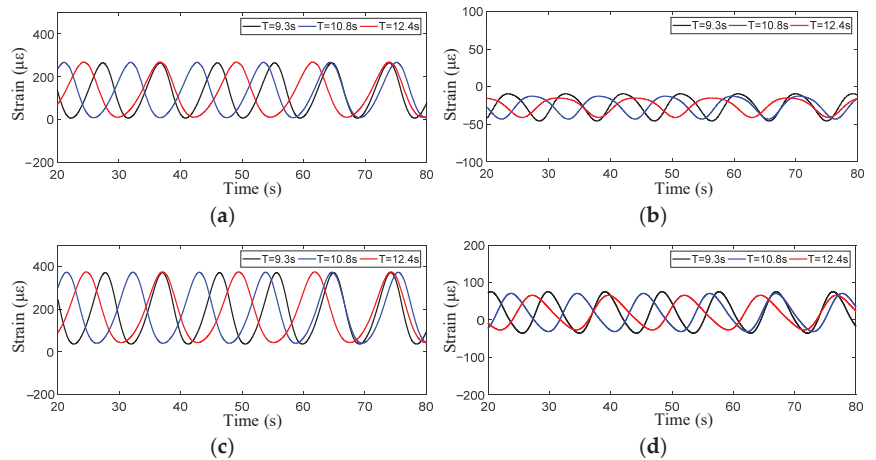 T=9.3s T=10.8s T=12.4s
400
200
0
−200
Strain (με)
20 30 40 50 60 70 80
Time (s)
(a)
T=9.3s T=10.8s T=12.4s
100
50
0
−50
−100
Strain (με)
20 30 40 50 60 70 80
Time (s)
(b)
T=9.3s T=10.8s T=12.4s
400
200
0
−200
Strain (με)
20 30 40 50 60 70 80
Time (s)
(c)
T=9.3s T=10.8s T=12.4s
200
100
0
−100
−200
Strain (με)
20 30 40 50 60 70 80
Time (s)
(d)